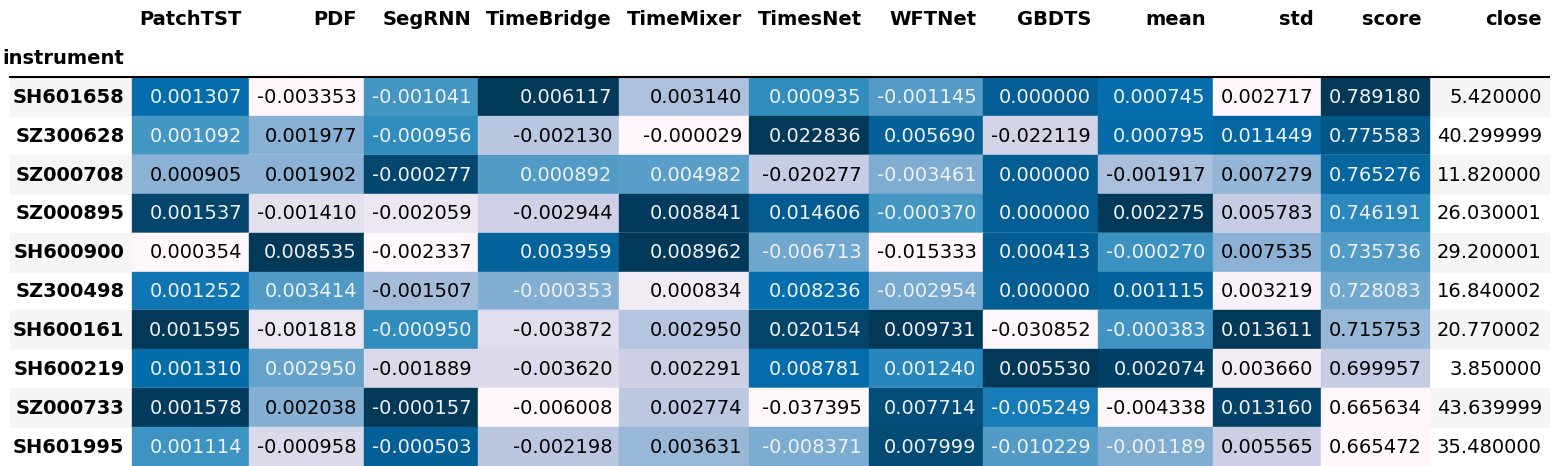 PatchTST PDF SegRNN TimeBridge TimeMixer TimesNet WFTNet GBDTS mean std score close
instrument
SH601658 0.001307 -0.003353 -0.001041 0.006117 0.003140 0.000935 -0.001145 0.000000 0.000745 0.002717 0.789180 5.420000
SZ300628 0.001092 0.001977 -0.000956 -0.002130 -0.000029 0.022836 0.005690 -0.022119 0.000795 0.011449 0.775583 40.299999
SZ000708 0.000905 0.001902 -0.000277 0.000892 0.004982 -0.020277 -0.003461 0.000000 -0.001917 0.007279 0.765276 11.820000
SZ000895 0.001537 -0.001410 -0.002059 -0.002944 0.008841 0.014606 -0.000370 0.000000 0.002275 0.005783 0.746191 26.030001
SH600900 0.000354 0.008535 -0.002337 0.003959 0.008962 -0.006713 -0.015333 0.000413 -0.000270 0.007535 0.735736 29.200001
SZ300498 0.001252 0.003414 -0.001507 -0.000353 0.000834 0.008236 -0.002954 0.000000 0.001115 0.003219 0.728083 16.840002
SH600161 0.001595 -0.001818 -0.000950 -0.003872 0.002950 0.020154 0.009731 -0.030852 -0.000383 0.013611 0.715753 20.770002
SH600219 0.001310 0.002950 -0.001889 -0.003620 0.002291 0.008781 0.001240 0.005530 0.002074 0.003660 0.699957 3.850000
SZ000733 0.001578 0.002038 -0.000157 -0.006008 0.002774 -0.037395 0.007714 -0.005249 -0.004338 0.013160 0.665634 43.639999
SH601995 0.001114 -0.000958 -0.000503 -0.002198 0.003631 -0.008371 0.007999 -0.010229 -0.001189 0.005565 0.665472 35.480000